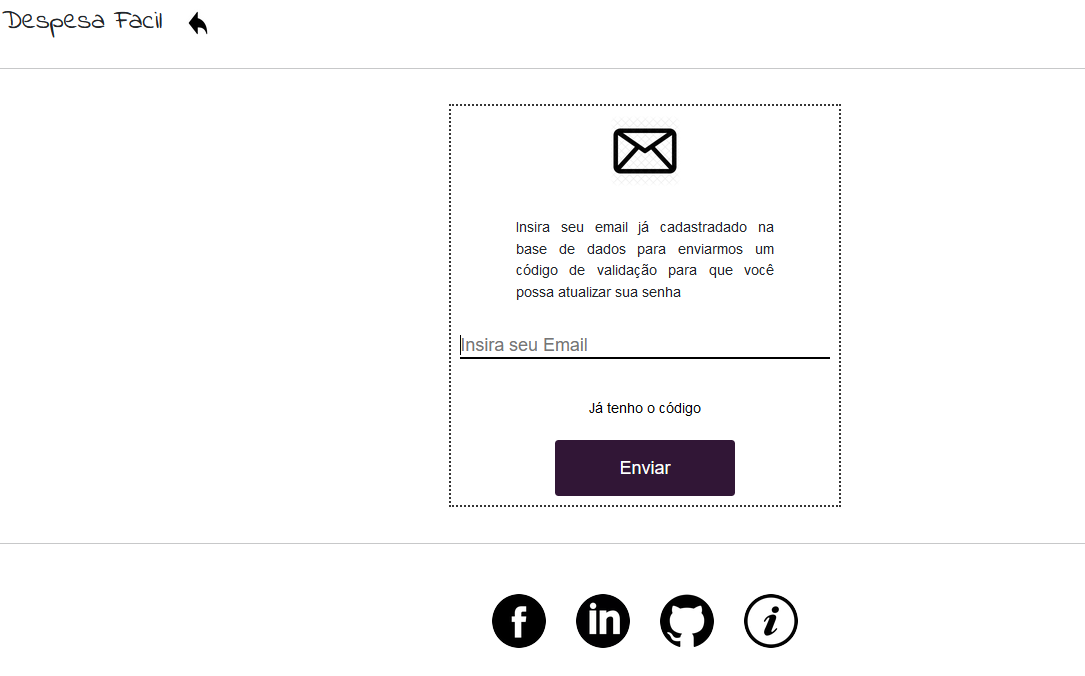 Despesa Facil
Insira seu email já cadastradado na
base de dados para enviarmos um
código de validação para que você
possa atualizar sua senha
Insira seu Email
Já tenho o código
Enviar
f in i